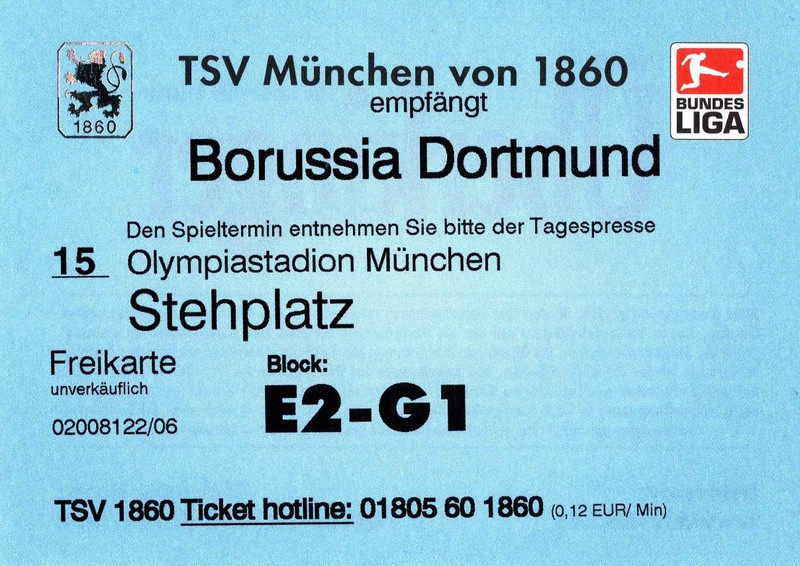 TSV München von 1860
empfängt
Borussia Dortmund
1860
BUNDES
LIGA
Den Spieltermin entnehmen Sie bitte der Tagespresse
15 Olympiastadion München
Stehplatz
Freikarte
unverkäuflich
02008122/06
Block:
E2-G1
TSV 1860 Ticket hotline: 01805 60 1860 (0,12 EUR/ Min)